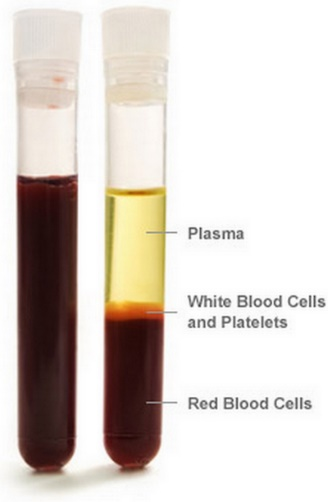 Plasma
White Blood Cells
and Platelets
Red Blood Cells